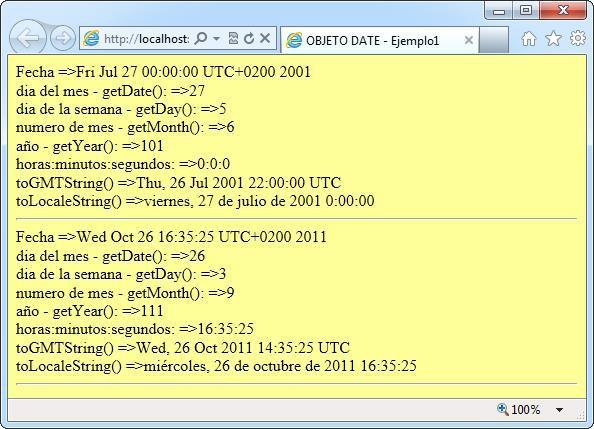 http://localhost:
OBJETO DATE - Ejemplo1
Fecha =>Fri Jul 27 00:00:00 UTC+0200 2001
dia del mes - getDate(): =>27
dia de la semana - getDay(): =>5
numero de mes - getMonth(): =>6
año - getYear(): =>101
horas:minutos:segundos: =>0:0:0
toGMTString() =>Thu, 26 Jul 2001 22:00:00 UTC
toLocaleString() =>viernes, 27 de julio de 2001 0:00:00
Fecha =>Wed Oct 26 16:35:25 UTC+0200 2011
dia del mes - getDate(): =>26
dia de la semana - getDay(): =>3
numero de mes - getMonth(): =>9
año - getYear(): =>111
horas:minutos:segundos: =>16:35:25
toGMTString() =>Wed, 26 Oct 2011 14:35:25 UTC
toLocaleString() =>miércoles, 26 de octubre de 2011 16:35:25
100%